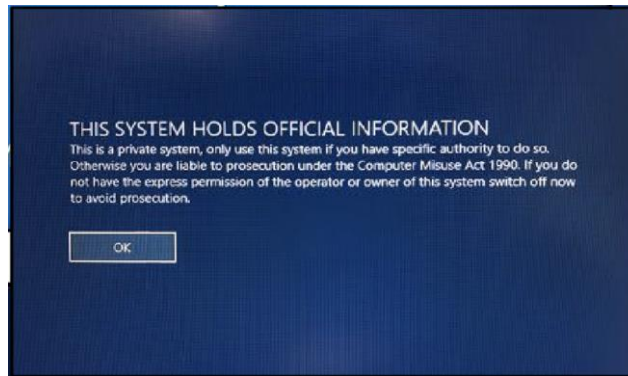 THIS SYSTEM HOLDS OFFICIAL INFORMATION
This is a private system, only use this system if you have specific authority to do so.
Otherwise you are liable to prosecution under the Computer Misuse Act 1990. If you do
not have the express permission of the operator or owner of this system switch off now
to avoid prosecution.
OK